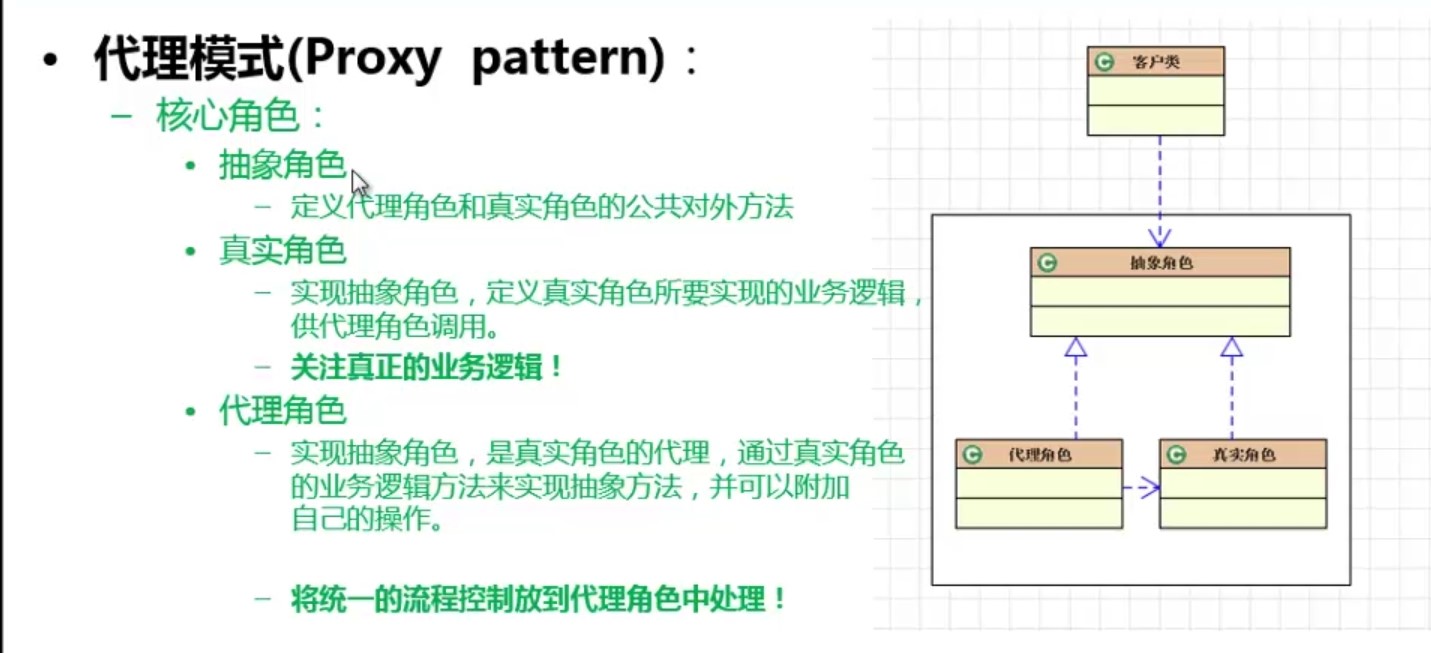 • 代理模式(Proxy pattern)：
– 核心角色：
• 抽象角色
– 定义代理角色和真实角色的公共对外方法
• 真实角色
– 实现抽象角色，定义真实角色所要实现的业务逻辑，
供代理角色调用。
– 关注真正的业务逻辑！
• 代理角色
– 实现抽象角色，是真实角色的代理，通过真实角色
的业务逻辑方法来实现抽象方法，并可以附加
自己的操作。
– 将统一的流程控制放到代理角色中处理！
C 客户类
C 抽象角色
C 代理角色
C 真实角色